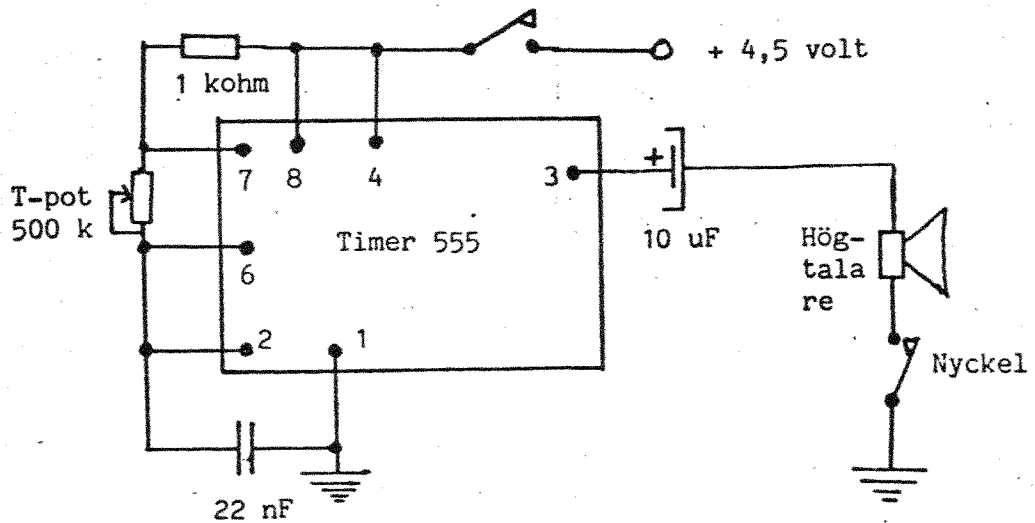 + 4,5 volt
1 kohm
7
8
4
3
+
T-pot
500 k
Timer 555
10 uF
Hög-
tala
re
6
2
1
Nyckel
22 nF